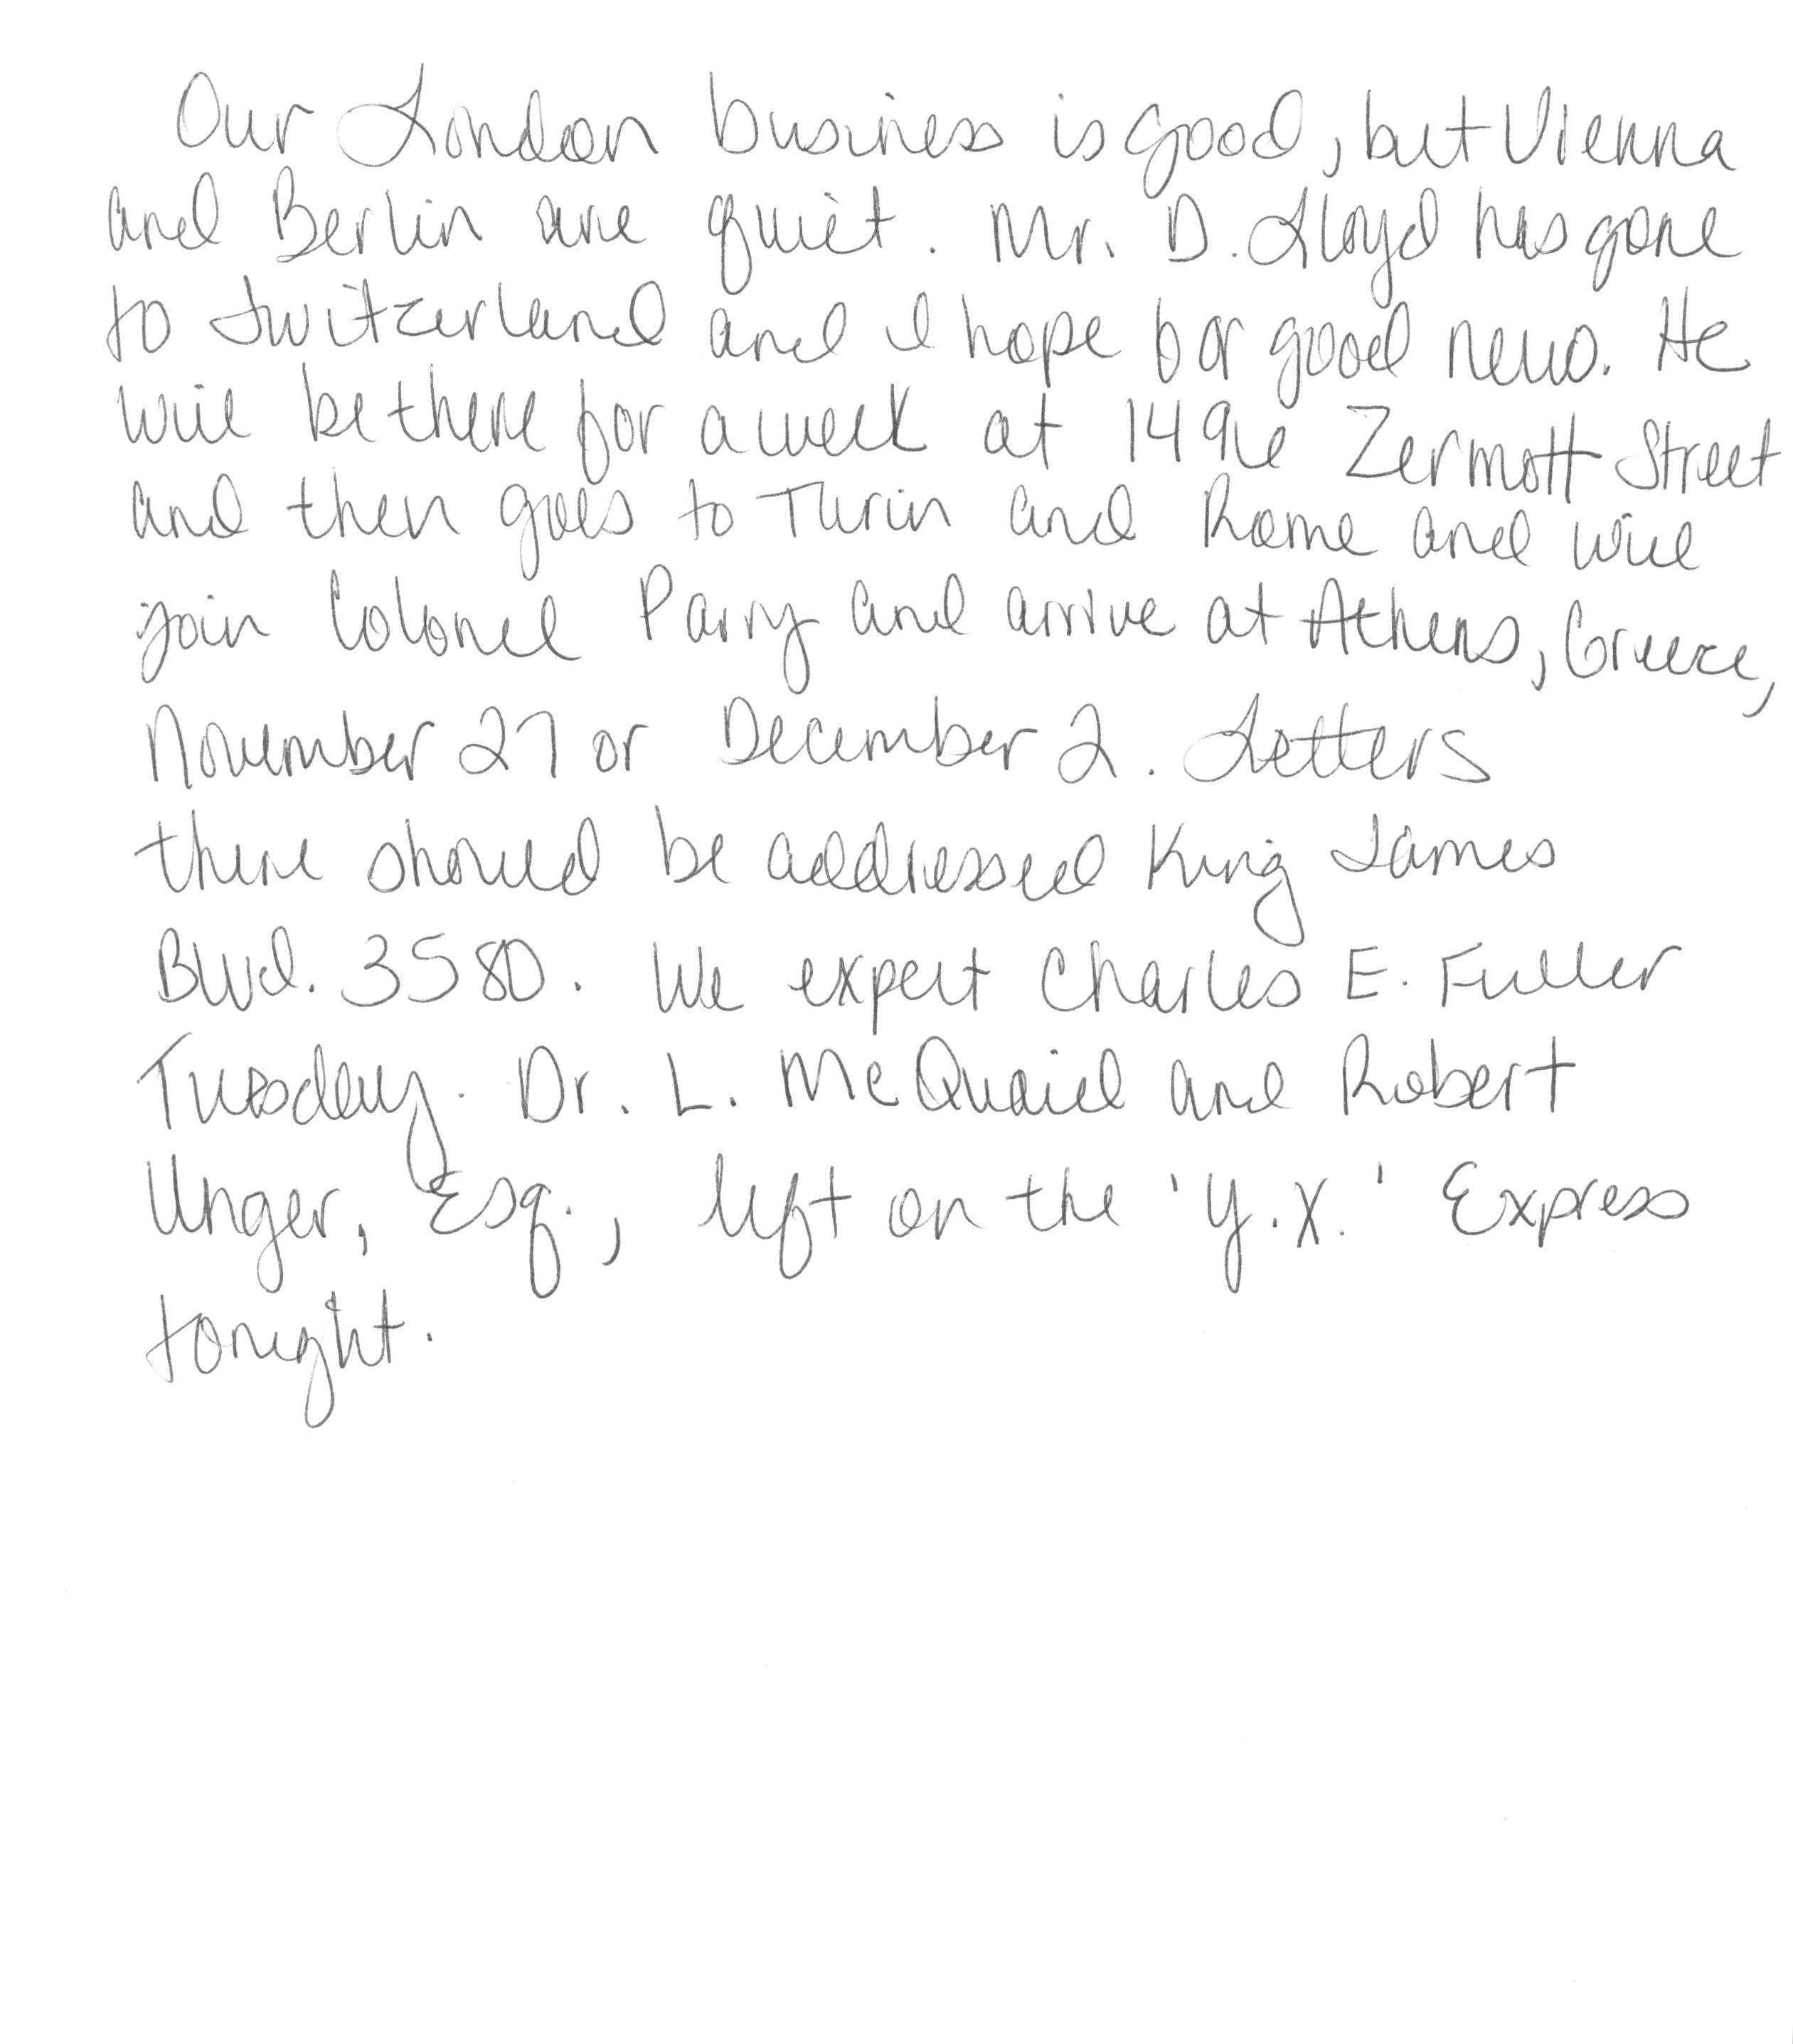 Our London business is good, but Vienna
and Berlin are quiet. Mr. D. Lloyd has gone
to Switzerland and I hope for good news. He
will be there for a week at 1496 Zermott Street
and then goes to Turin and Rome and will
join Colonel Parry and arrive at Athens, Greece,
November 27 or December 2. Letters
there should be addressed King James
Blvd. 3580. We expect Charles E. Fuller
Tuesday. Dr. L. McQuaid and Robert
Unger, Esq., left on the 'Y.X.' Express
tonight.